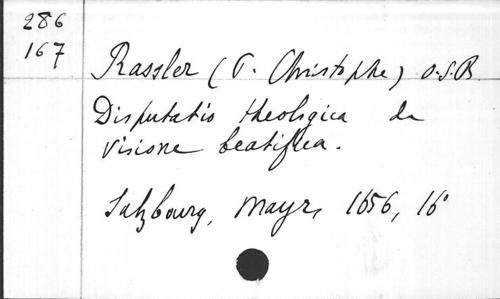 286
167
Rassler (P. Christophe) O.S.B.
Disputatio theologica de
visione beatifica.
Salzbourg, Mayr, 1656, 16°